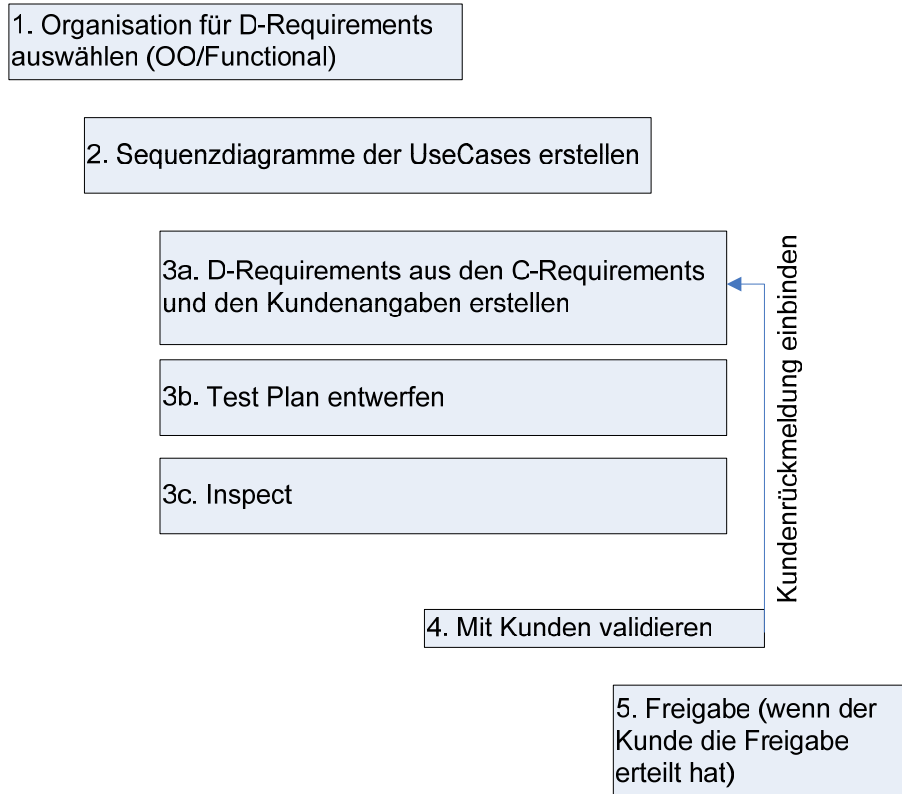 1. Organisation für D-Requirements
auswählen (OO/Functional)
2. Sequenzdiagramme der UseCases erstellen
3a. D-Requirements aus den C-Requirements
und den Kundenangaben erstellen
3b. Test Plan entwerfen
3c. Inspect
Kundenrückmeldung einbinden
4. Mit Kunden validieren
5. Freigabe (wenn der
Kunde die Freigabe
erteilt hat)